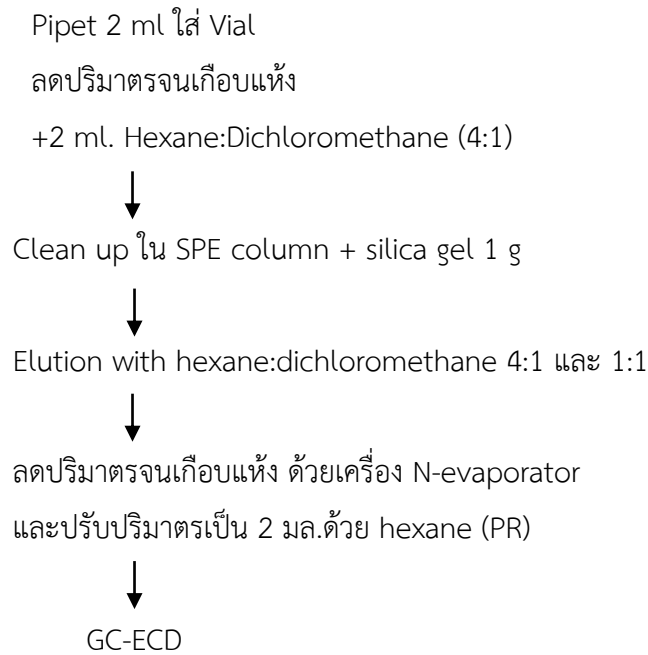 Pipet 2 ml ใส่ Vial
ลดปริมาตรจนเกือบแห้ง
+2 ml. Hexane:Dichloromethane (4:1)
Clean up ใน SPE column + silica gel 1 g
Elution with hexane:dichloromethane 4:1 และ 1:1
ลดปริมาตรจนเกือบแห้ง ด้วยเครื่อง N-evaporator
และปรับปริมาตรเป็น 2 มล.ด้วย hexane (PR)
GC-ECD